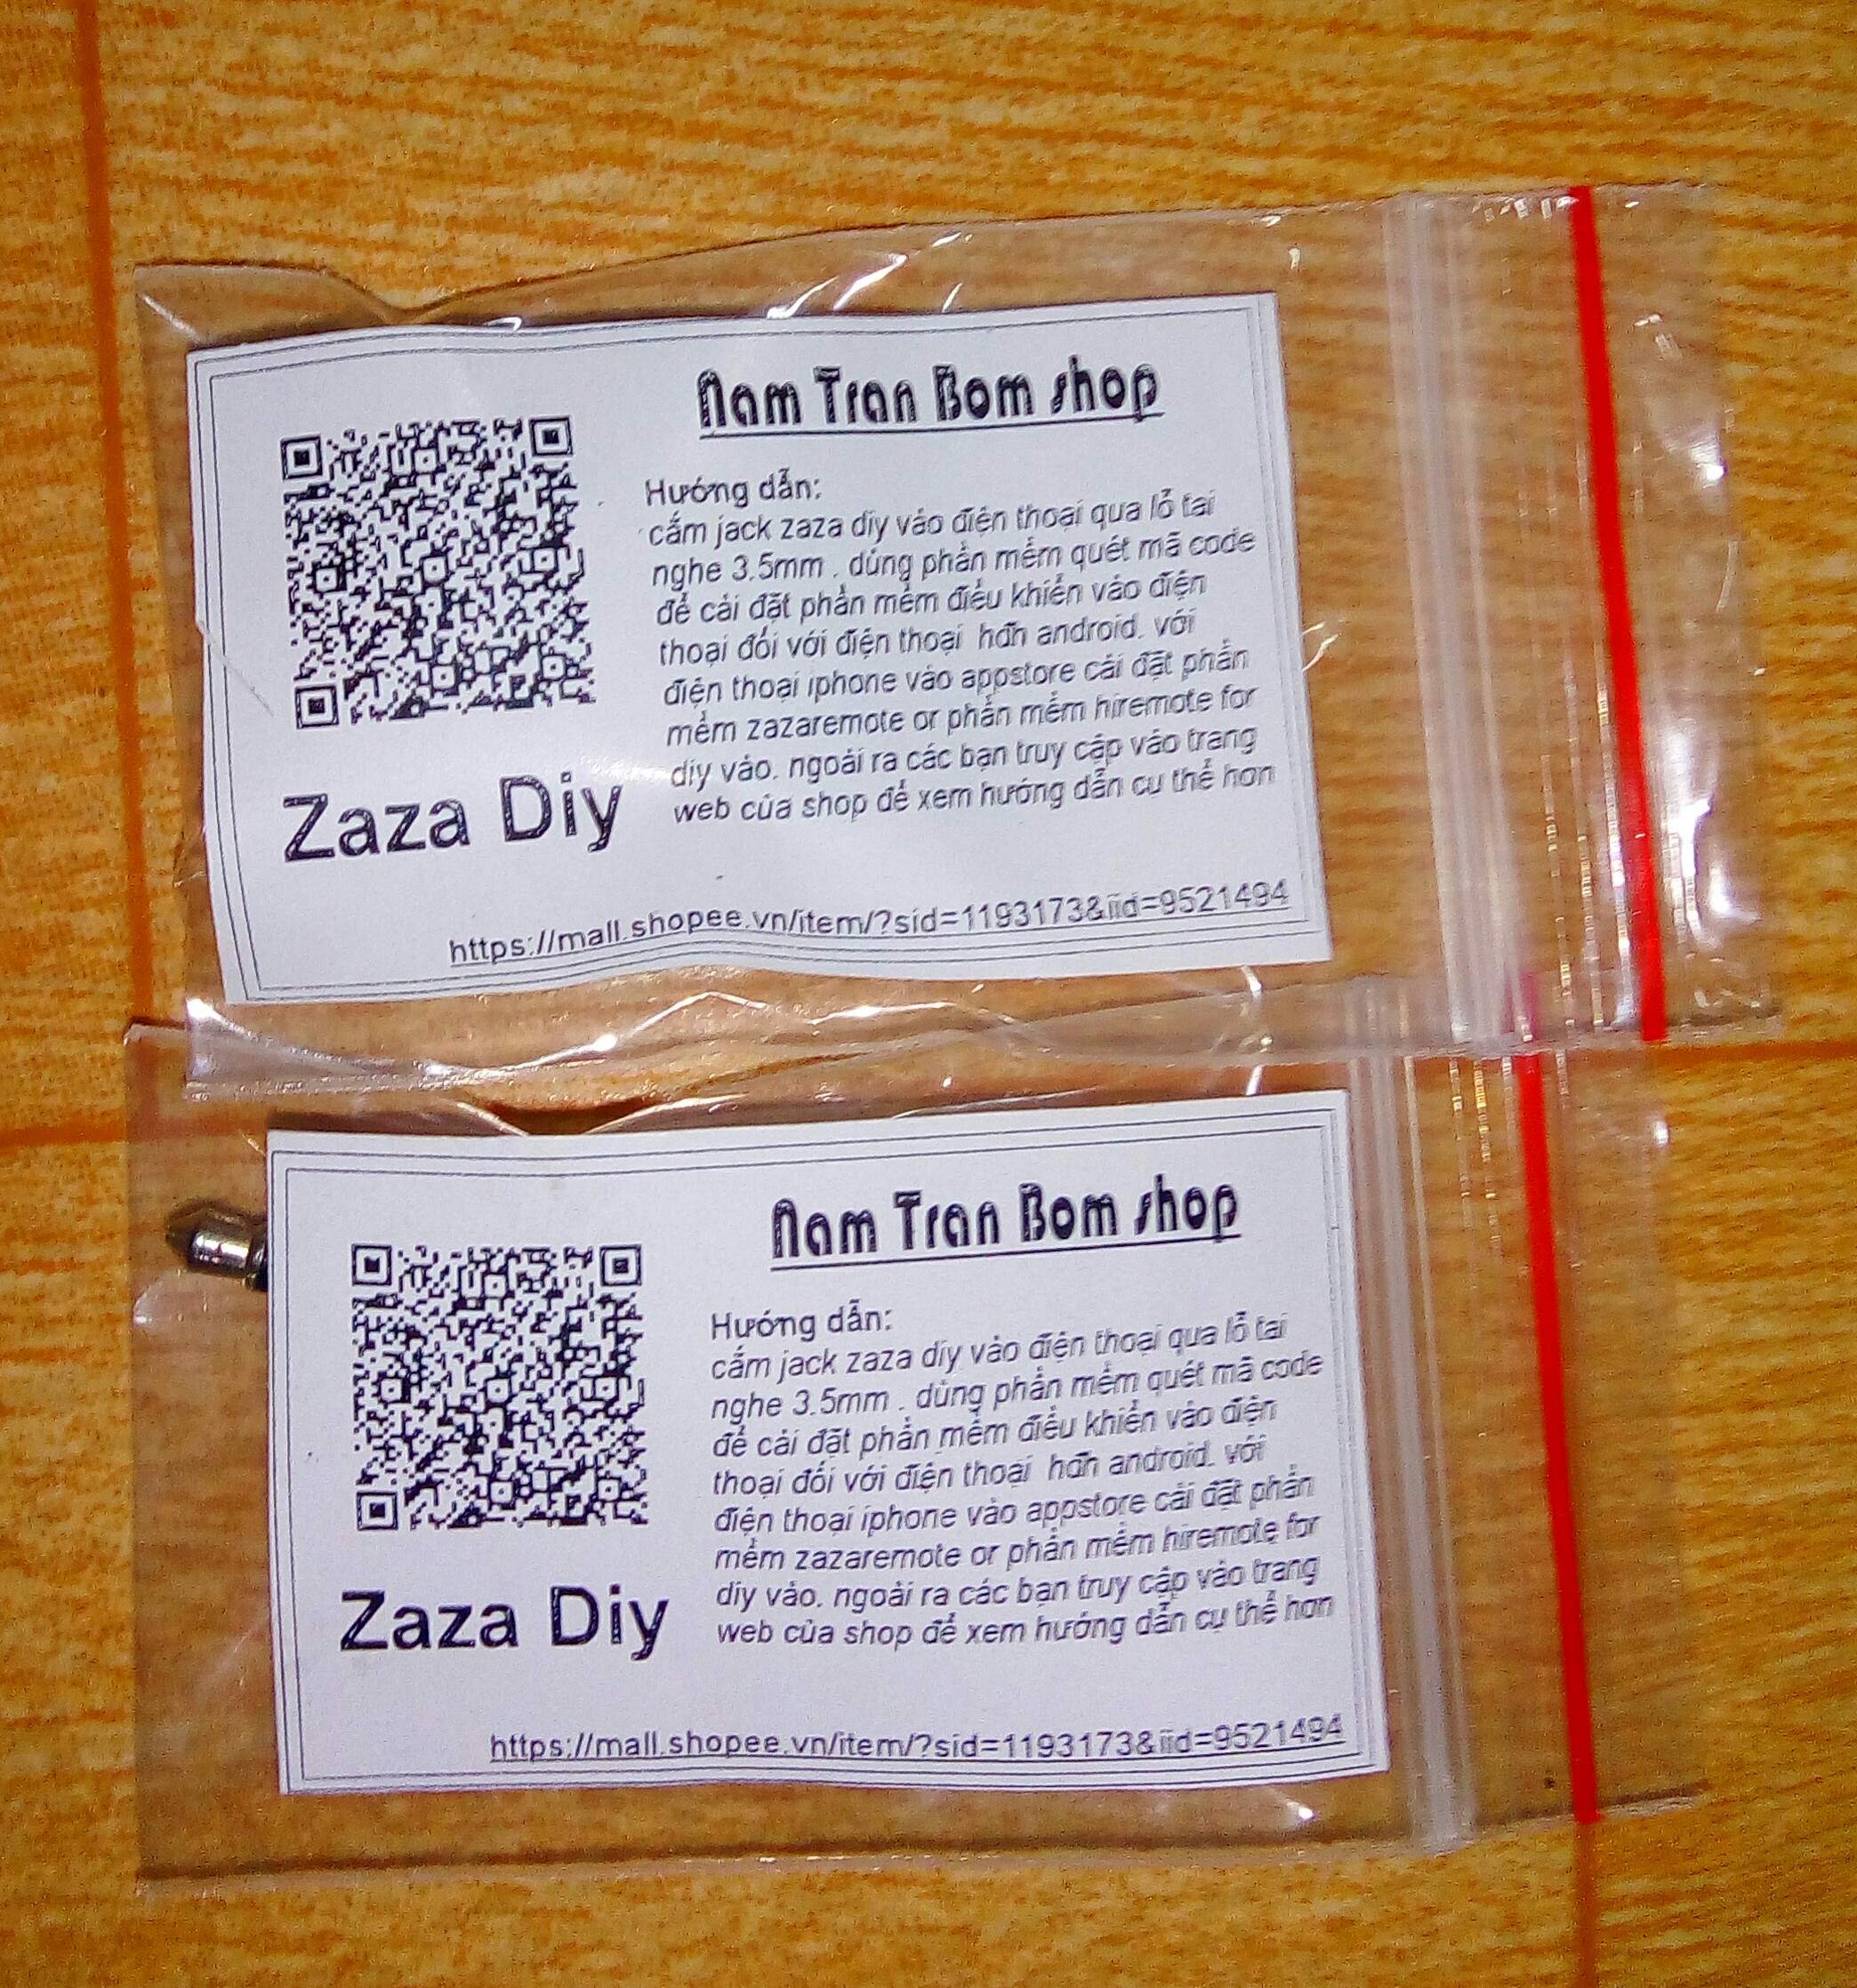 Nam Tran Bom shop
Hướng dẫn:
cắm jack zaza diy vào điện thoại qua lỗ tai
nghe 3.5mm . dùng phần mềm quét mã code
để cài đặt phần mềm điều khiển vào điện
thoại đối với điện thoại hđh android. với
điện thoại iphone vào appstore cài đặt phần
mềm zazaremote or phần mềm hiremote for
diy vào. ngoài ra các bạn truy cập vào trang
web của shop để xem hướng dẫn cụ thể hơn
Zaza Diy
https://mall.shopee.vn/item/?sid=1193173&iid=9521494
Nam Tran Bom shop
Hướng dẫn:
cắm jack zaza diy vào điện thoại qua lỗ tai
nghe 3.5mm . dùng phần mềm quét mã code
để cài đặt phần mềm điều khiển vào điện
thoại đối với điện thoại hđh android. với
điện thoại iphone vào appstore cài đặt phần
mềm zazaremote or phần mềm hiremote for
diy vào. ngoài ra các bạn truy cập vào trang
web của shop để xem hướng dẫn cụ thể hơn
Zaza Diy
https://mall.shopee.vn/item/?sid=1193173&iid=9521494